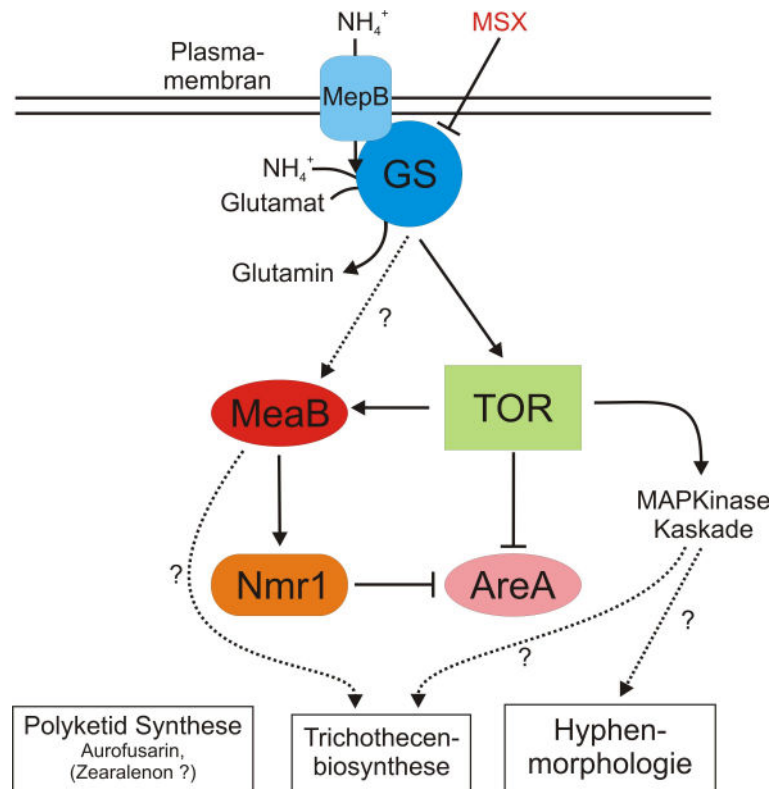 NH₄⁺
MSX
Plasma-
membran
MepB
NH₄⁺
GS
Glutamat
Glutamin
?
MeaB
TOR
MAPKinase
Kaskade
?
Nmr1
AreA
?
?
Polyketid Synthese
Aurofusarin,
(Zearalenon ?)
Trichothecen-
biosynthese
Hyphen-
morphologie